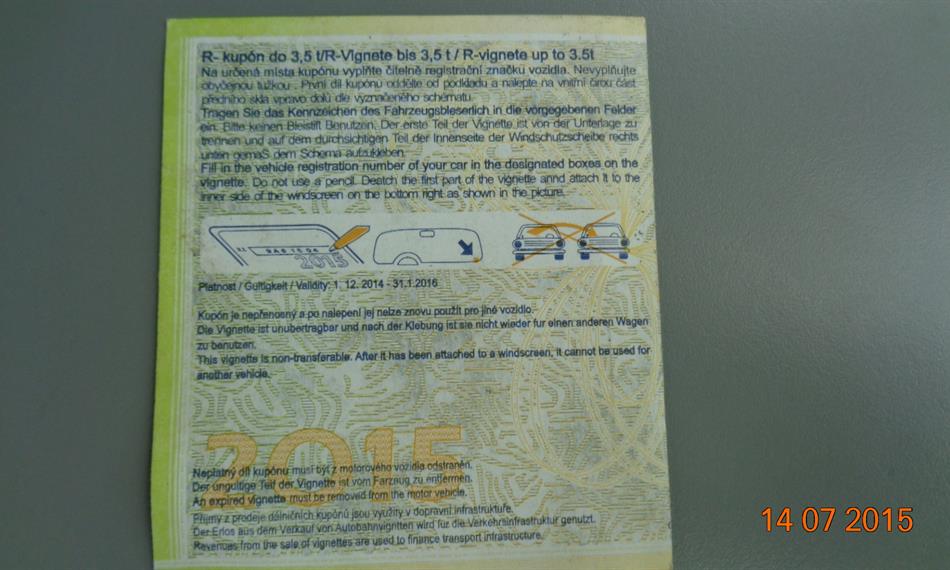 R- kupón do 3,5 t/R-Vignete bis 3,5 t / R-vignete up to 3.5t
Na určená místa kupónu vyplňte čitelně registrační značku vozidla. Nevyplňujte
obyčejnou tužkou . První díl kupónu oddělte od podkladu a nalepte na vnitřní čirou část
předního skla vpravo dolů dle vyznačeného schématu.
Tragen Sie das Kennzeichen des Fahrzeugbleserlich in die vorgegebenen Felder
ein. Bitte keinen Bleistift Benutzen. Der erste Teil der Vignette ist von der Unterlage zu
trennen und auf dem durchsichtigen Teil der Innenseite der Windschutzscheibe rechts
unten gemaS dem Schema aufzukleben.
Fill in the vehicle registration number of your car in the designated boxes on the
vignette. Do not use a pencil. Deatch the first part of the vignette annd attach it to the
inner side of the windscreen on the bottom right as shown in the picture.
2015
Platnost / Gultigkeit / Validity: 1. 12. 2014 - 31.1.2016
Kupón je nepřenosný a po nalepení jej nelze znovu použít pro jiné vozidlo.
Die Vignette ist unubertragbar und nach der Klebung ist sie nicht wieder fur einen anderen Wagen
zu benutzen.
This vignette is non-transferable. After it has been attached to a windscreen, it cannot be used for
another vehicle.
2015
Neplatný díl kupónu musí být z motorového vozidla odstraněn.
Der ungultige Teil der Vignette ist vom Farzeug zu entfernen.
An expired vignette must be removed from the motor vehicle.
Příjmy z prodeje dálničních kupónů jsou využity v dopravní infrastruktuře.
Der Erlos aus dem Verkauf von Autobahnvignitten wird für die Verkehrsinfrastruktur genutzt.
Revenues from the sale of vignettes are used to finance transport infrastructure.
14 07 2015